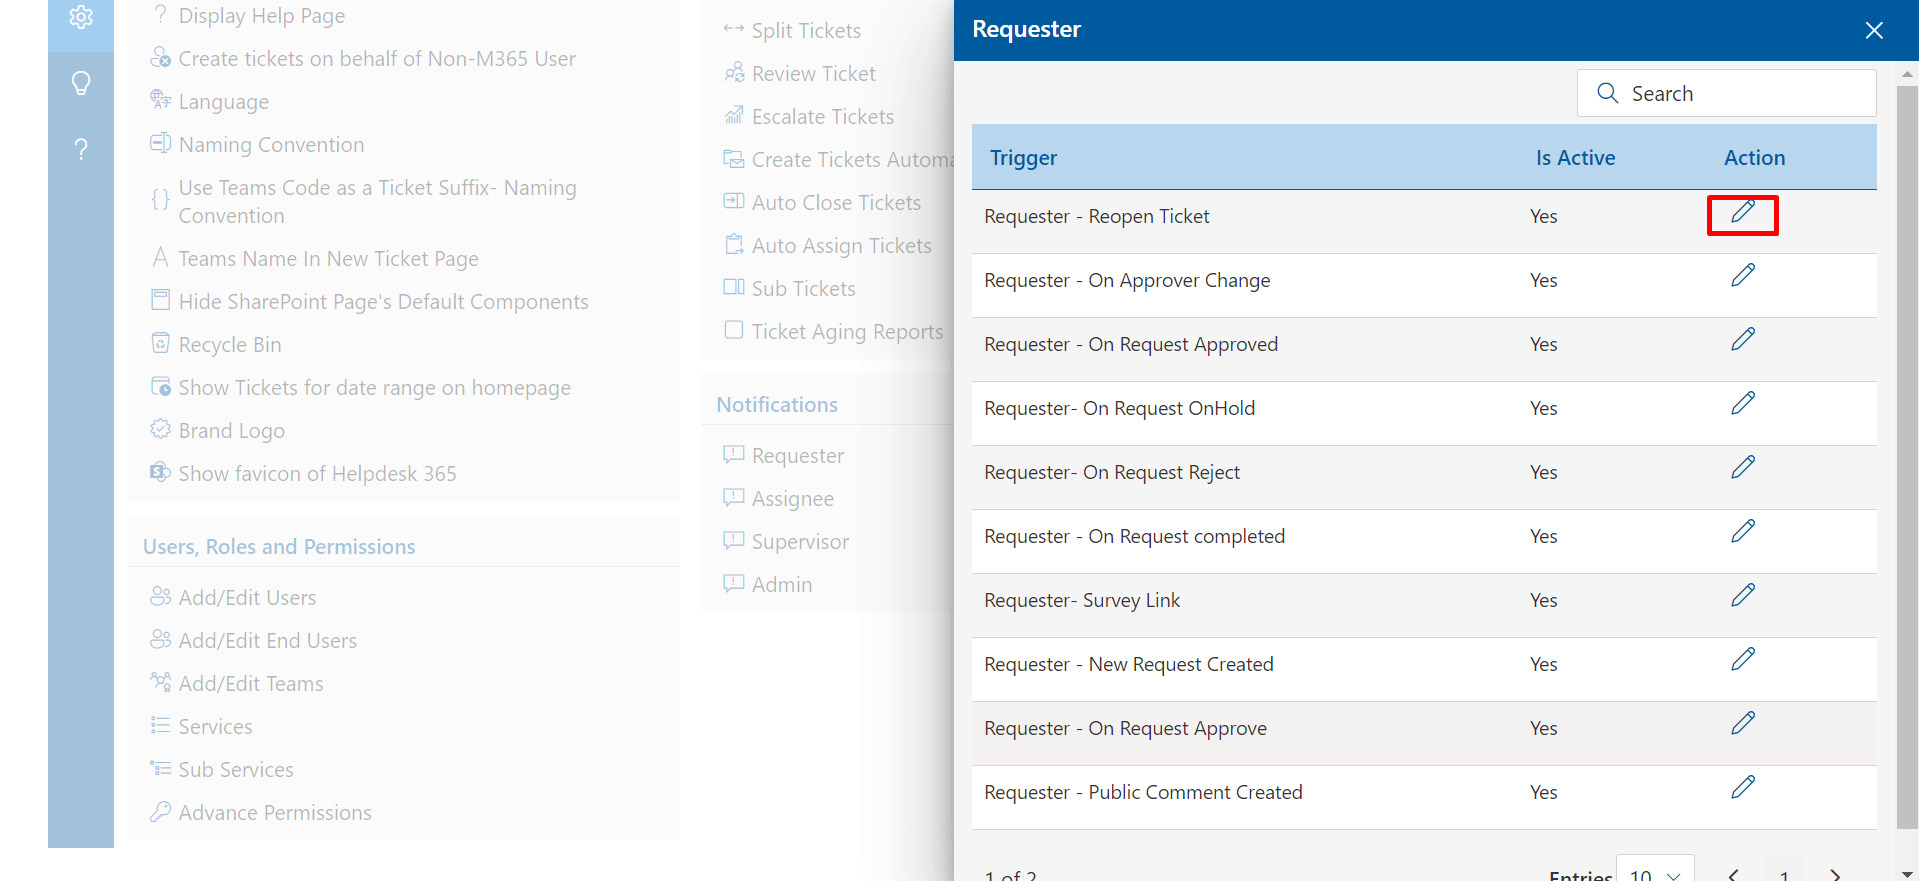 Display Help Page
Create tickets on behalf of Non-M365 User
Language
Naming Convention
Use Teams Code as a Ticket Suffix- Naming
Convention
Teams Name In New Ticket Page
Hide SharePoint Page's Default Components
Recycle Bin
Show Tickets for date range on homepage
Brand Logo
Show favicon of Helpdesk 365
Users, Roles and Permissions
Add/Edit Users
Add/Edit End Users
Add/Edit Teams
Services
Sub Services
Advance Permissions
Split Tickets
Review Ticket
Escalate Tickets
Create Tickets Automa
Auto Close Tickets
Auto Assign Tickets
Sub Tickets
Ticket Aging Reports
Notifications
Requester
Assignee
Supervisor
Admin
Requester
Search
Trigger Is Active Action
Requester - Reopen Ticket Yes
Requester - On Approver Change Yes
Requester - On Request Approved Yes
Requester- On Request OnHold Yes
Requester- On Request Reject Yes
Requester - On Request completed Yes
Requester- Survey Link Yes
Requester - New Request Created Yes
Requester - On Request Approve Yes
Requester - Public Comment Created Yes
1 of 2 Entries 10 1